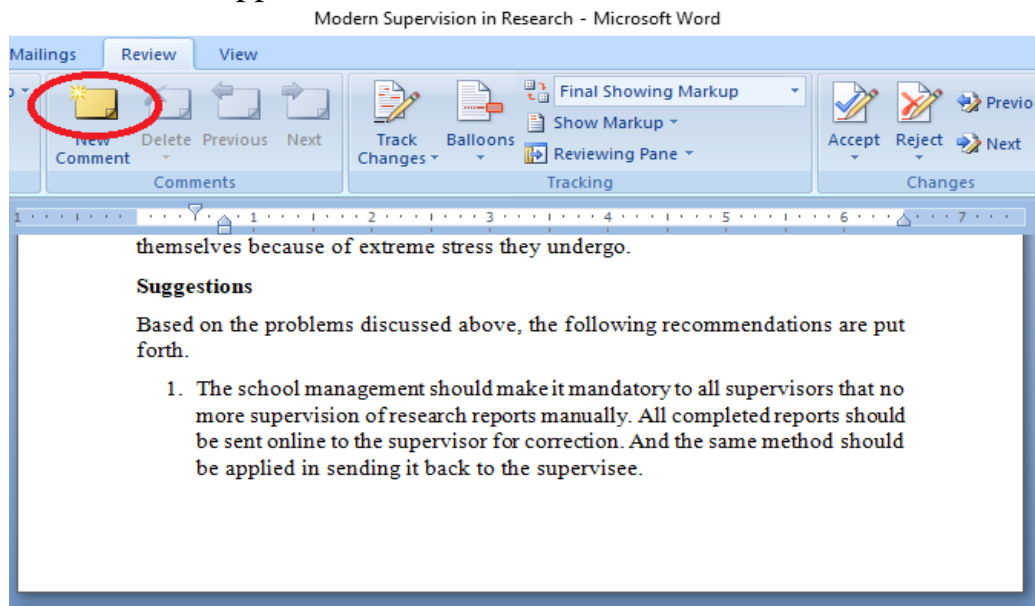 Modern Supervision in Research - Microsoft Word
Mailings Review View
New Comment Delete Previous Next
Track Changes Balloons
Final Showing Markup
Show Markup
Reviewing Pane
Accept Reject Previo
Next
Comments Tracking Changes
1 1 2 3 4 5 6 7
themselves because of extreme stress they undergo.
Suggestions
Based on the problems discussed above, the following recommendations are put
forth.
1. The school management should make it mandatory to all supervisors that no
more supervision of research reports manually. All completed reports should
be sent online to the supervisor for correction. And the same method should
be applied in sending it back to the supervisee.